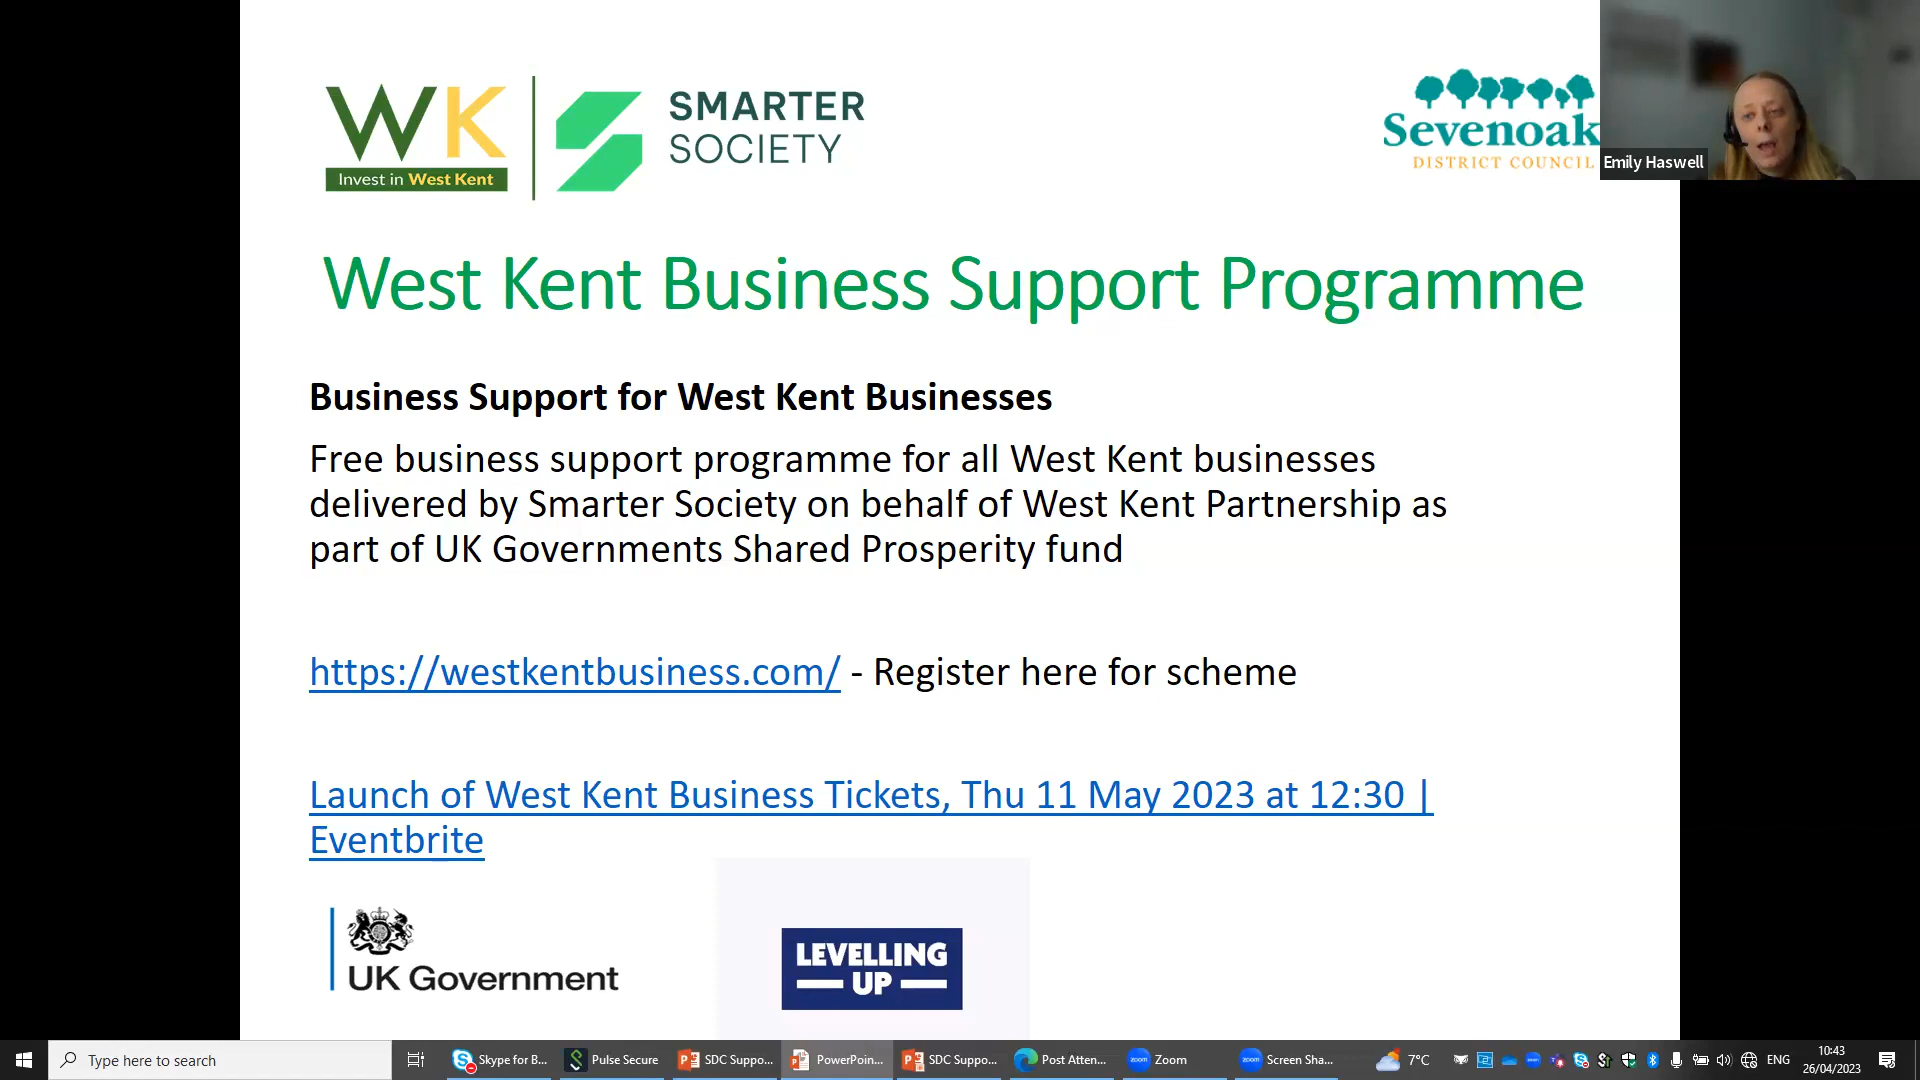 WK
Invest in West Kent
SMARTER
SOCIETY
Sevenoak
DISTRICT COUNCIL
Emily Haswell
West Kent Business Support Programme
Business Support for West Kent Businesses
Free business support programme for all West Kent businesses
delivered by Smarter Society on behalf of West Kent Partnership as
part of UK Governments Shared Prosperity fund
https://westkentbusiness.com/ - Register here for scheme
Launch of West Kent Business Tickets, Thu 11 May 2023 at 12:30 |
Eventbrite
UK Government
LEVELLING
UP
Type here to search
Skype for B...
Pulse Secure
SDC Suppo...
PowerPoin...
SDC Suppo...
Post Atten...
zoom
Zoom
zoom
Screen Sha...
7°C
ENG
10:43
26/04/2023